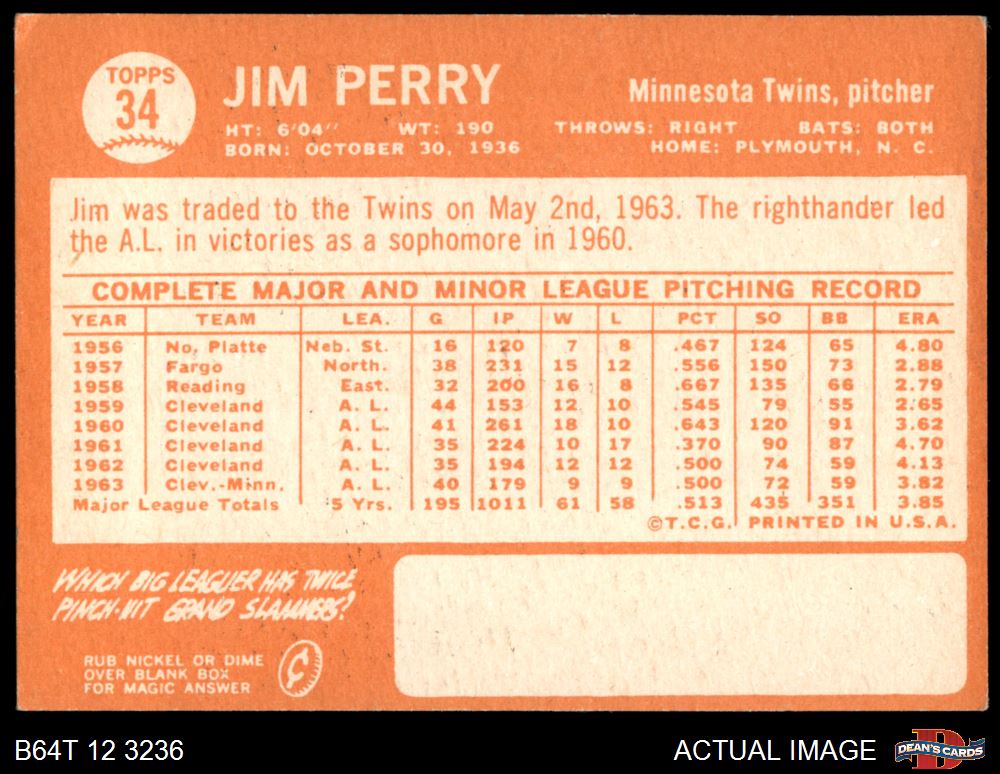 TOPPS
34
JIM PERRY
Minnesota Twins, pitcher
HT: 6'04" WT: 190 THROWS: RIGHT BATS: BOTH
BORN: OCTOBER 30, 1936 HOME: PLYMOUTH, N. C.
Jim was traded to the Twins on May 2nd, 1963. The righthander led
the A.L. in victories as a sophomore in 1960.
COMPLETE MAJOR AND MINOR LEAGUE PITCHING RECORD
YEAR TEAM LEA. G IP W L PCT SO BB ERA
1956 No. Platte Neb. St. 16 120 7 8 .467 124 65 4.80
1957 Fargo North. 38 231 15 12 .556 150 73 2.88
1958 Reading East. 32 200 16 8 .667 135 66 2.79
1959 Cleveland A. L. 44 153 12 10 .545 79 55 2.65
1960 Cleveland A. L. 41 261 18 10 .643 120 91 3.62
1961 Cleveland A. L. 35 224 10 17 .370 90 87 4.70
1962 Cleveland A. L. 35 194 12 12 .500 74 59 4.13
1963 Clev.-Minn. A. L. 40 179 9 9 .500 72 59 3.82
Major League Totals 5 Yrs. 195 1011 61 58 .513 435 351 3.85
©T.C.G. PRINTED IN U.S.A.
WHICH BIG LEAGUER HAS TWICE
PINCH-HIT GRAND SLAMMERS?
RUB NICKEL OR DIME
OVER BLANK BOX
FOR MAGIC ANSWER
¢
B64T 12 3236
ACTUAL IMAGE
DEAN'S CARDS